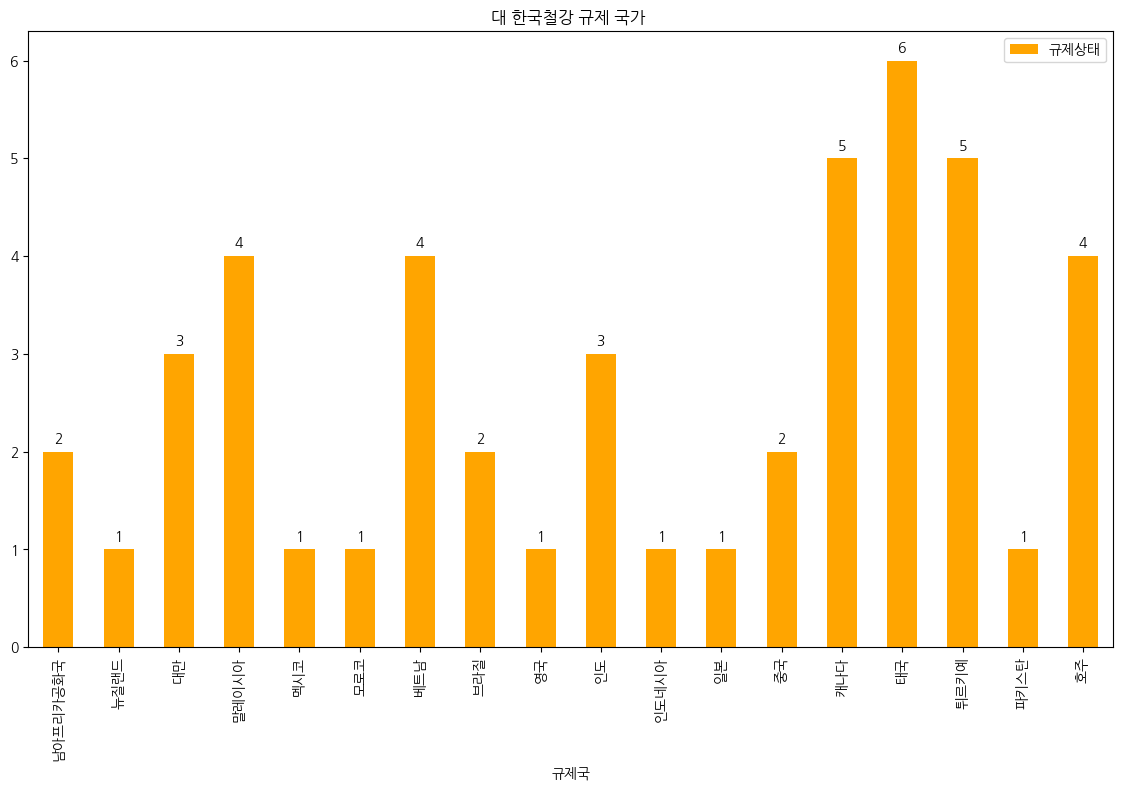 대 한국철강 규제 국가
규제상태
6
5
4
3
2
1
0
2
1
3
4
1
1
4
2
1
3
1
1
2
5
6
5
1
4
남아프리카공화국
뉴질랜드
대만
말레이시아
멕시코
모로코
베트남
브라질
영국
인도
인도네시아
일본
중국
캐나다
태국
튀르키예
파키스탄
호주
규제국